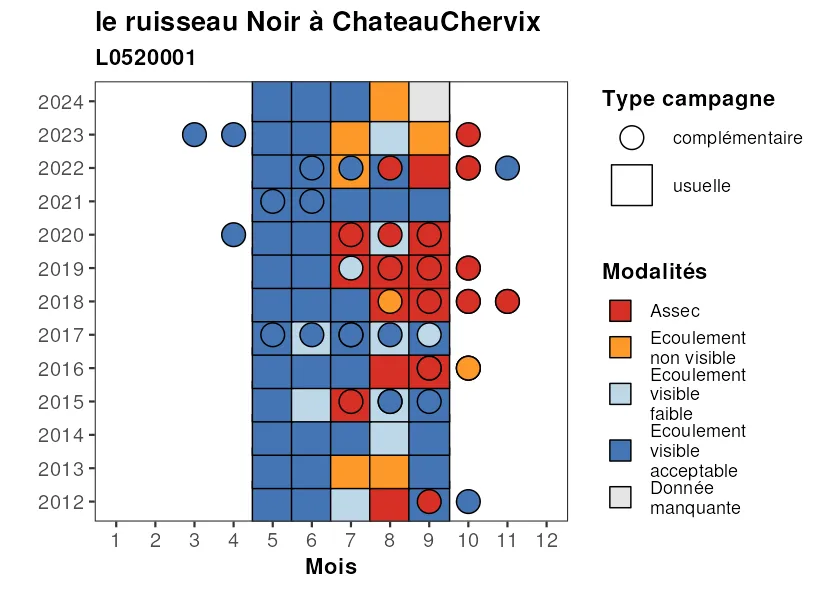 le ruisseau Noir à ChateauChervix
L0520001
2024
2023
2022
2021
2020
2019
2018
2017
2016
2015
2014
2013
2012
1 2 3 4 5 6 7 8 9 10 11 12
Mois
Type campagne
complémentaire
usuelle
Modalités
Assec
Ecoulement
non visible
Ecoulement
visible
faible
Ecoulement
visible
acceptable
Donnée
manquante